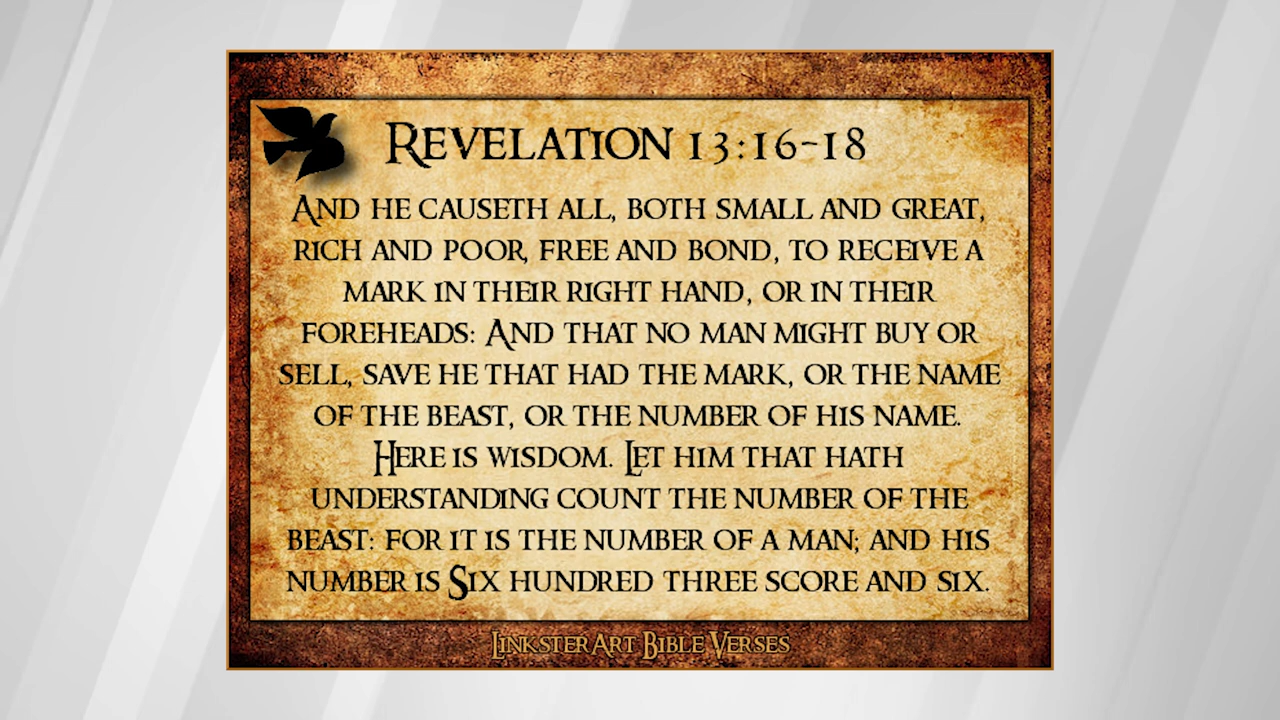 Revelation 13:16-18
And he causeth all, both small and great,
rich and poor, free and bond, to receive a
mark in their right hand, or in their
foreheads: And that no man might buy or
sell, save he that had the mark, or the name
of the beast, or the number of his name.
Here is wisdom. Let him that hath
understanding count the number of the
beast: for it is the number of a man; and his
number is Six hundred three score and six.
LinksterArt Bible Verses